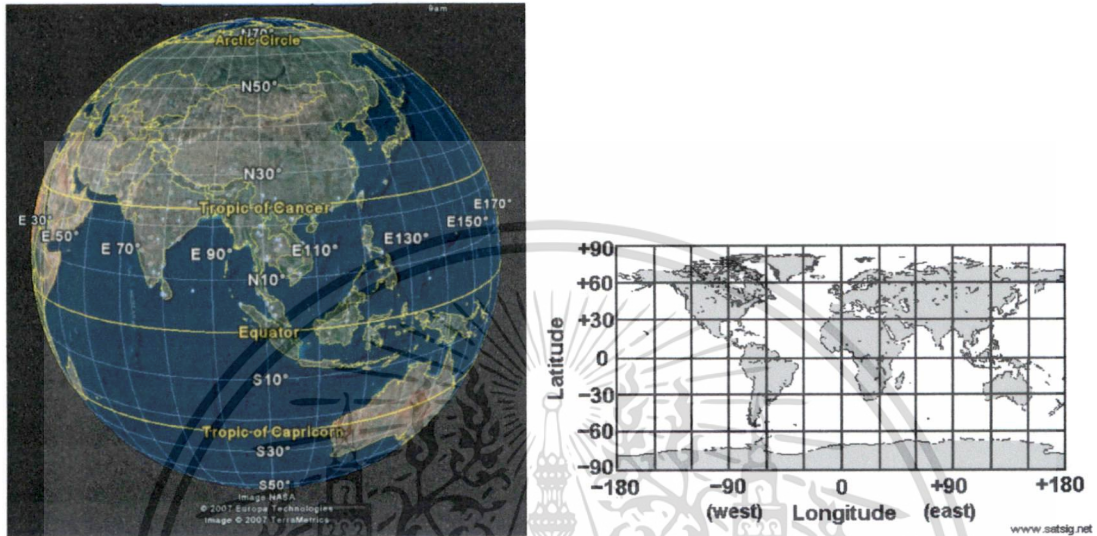 9am
N70°
Arctic Circle
N50°
N30°
Tropic of Cancer
E170°
E 30°
E150°
E 50°
E 70°
E 90°
E110°
E130°
N10°
Equator
S10°
Tropic of Capricorn
S30°
S50°
Image NASA
© 2007 Europa Technologies
Image © 2007 TerraMetrics
+90
+60
+30
0
-30
-60
-90
Latitude
-180 -90 0 +90 +180
(west) Longitude (east)
www.satsig.net